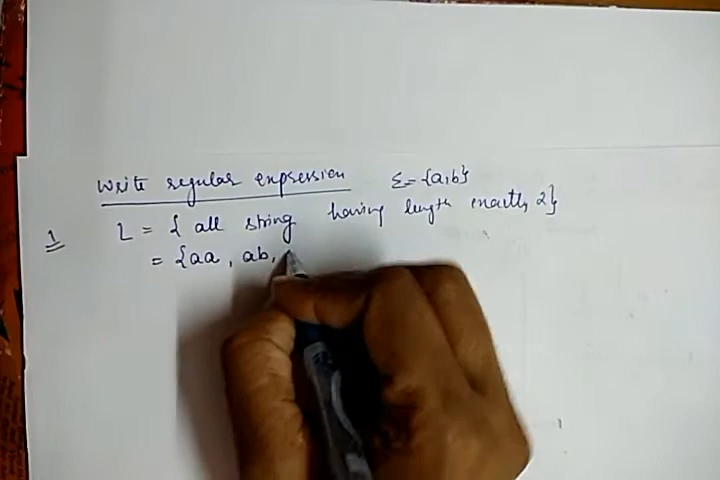 Write regular expression Σ= {a,b}
1 L = { all string having length exactly 2}
= {aa, ab,